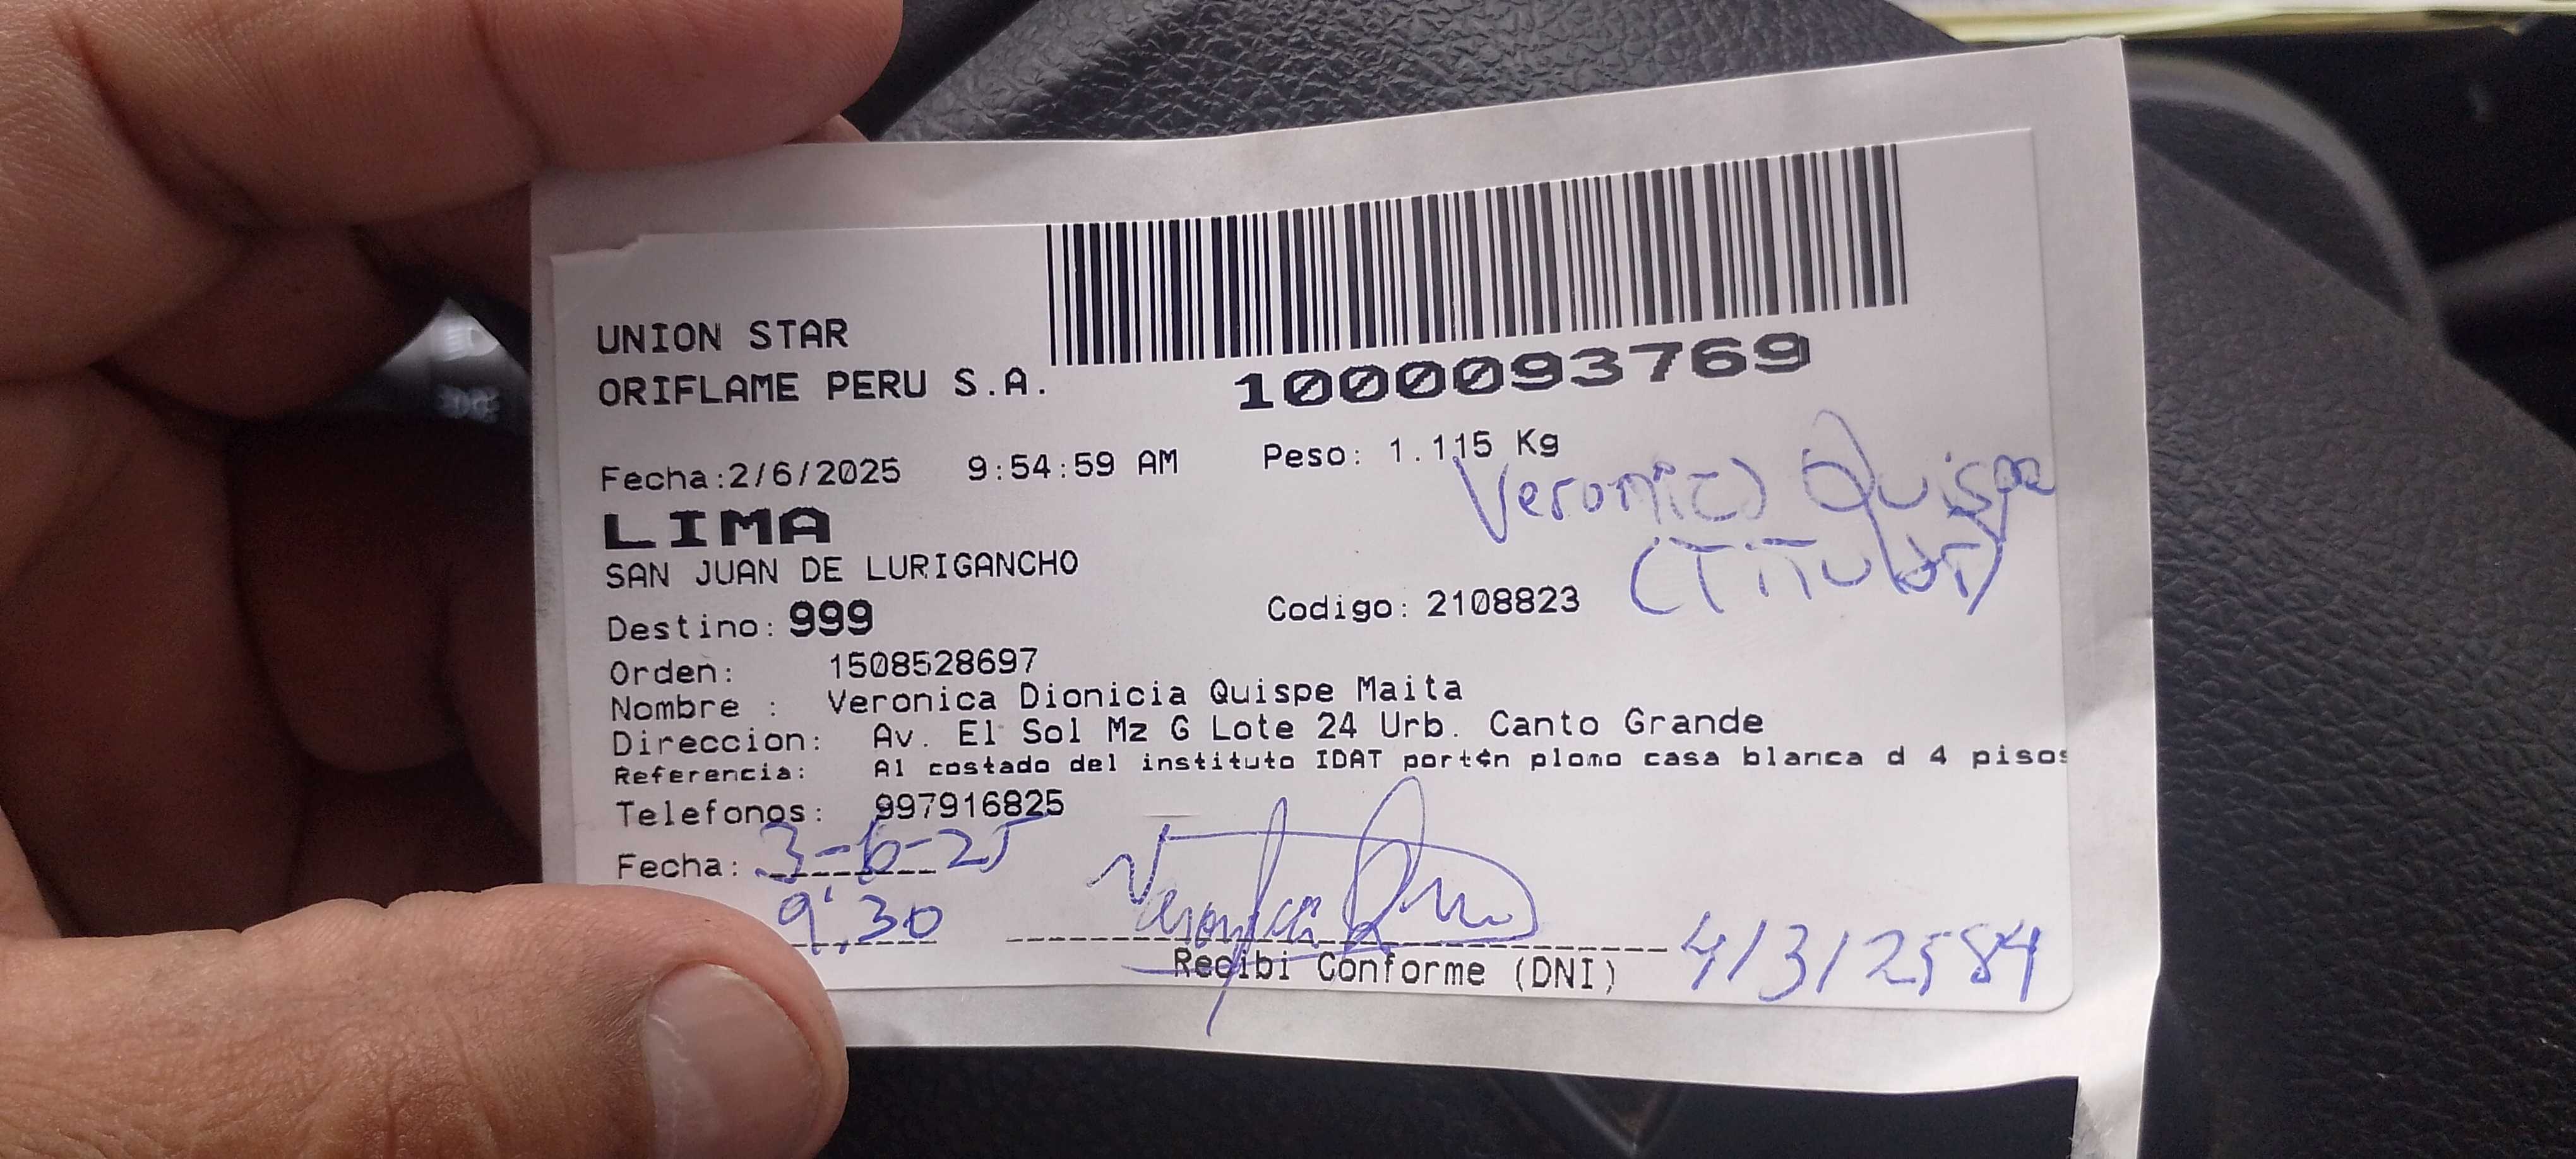 UNION STAR
ORIFLAME PERU S.A.
1000093769
Fecha:2/6/2025 9:54:59 AM Peso: 1.115 Kg
Veronica Quispe
(Titular)
LIMA
SAN JUAN DE LURIGANCHO
Destino: 999 Codigo: 2108823
Orden: 1508528697
Nombre : Veronica Dionicia Quispe Maita
Direccion: Av. El Sol Mz G Lote 24 Urb. Canto Grande
Referencia: Al costado del instituto IDAT port¢n plomo casa blanca d 4 pisos
Telefonos: 997916825
Fecha: 3-6-25
9:30
Veronica Qu
Recibi Conforme (DNI) 41312584